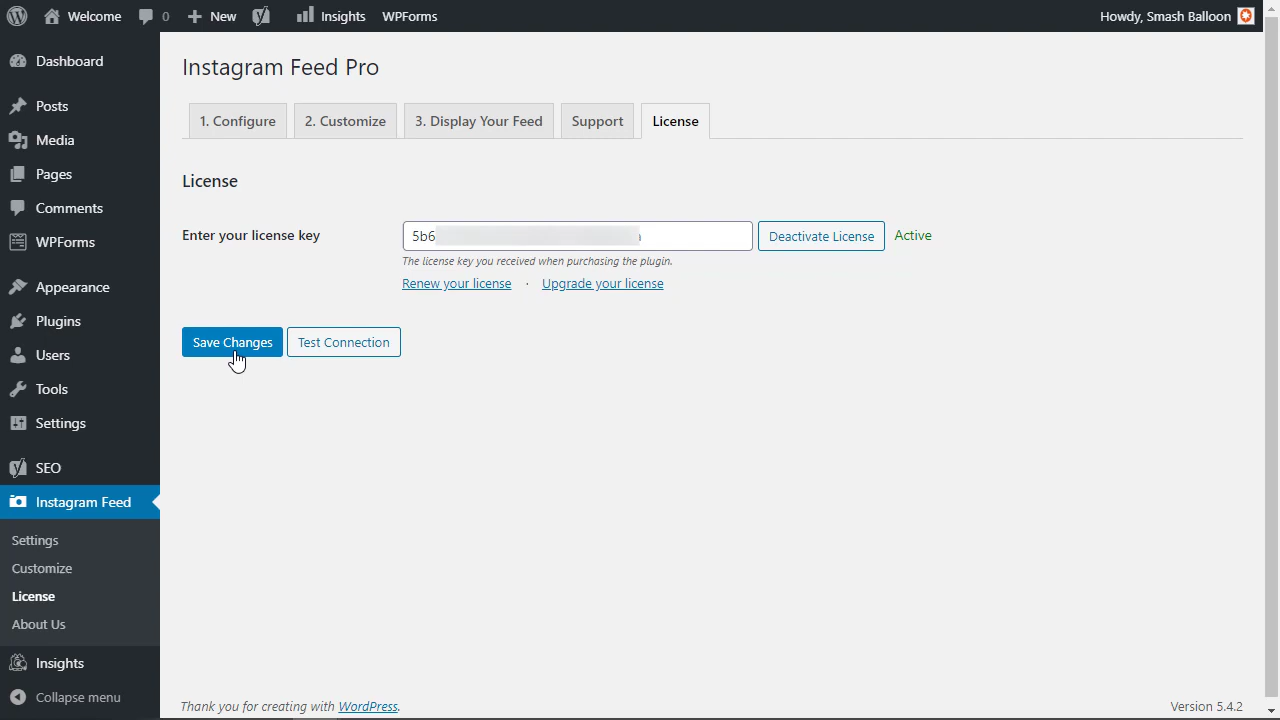 Welcome 0 New Insights WPForms Howdy, Smash Balloon
Dashboard
Posts
Media
Pages
Comments
WPForms
Appearance
Plugins
Users
Tools
Settings
SEO
Instagram Feed
Settings
Customize
License
About Us
Insights
Collapse menu
Instagram Feed Pro
1. Configure 2. Customize 3. Display Your Feed Support License
License
Enter your license key 5b6 Deactivate License Active
The license key you received when purchasing the plugin.
Renew your license · Upgrade your license
Save Changes Test Connection
Thank you for creating with WordPress. Version 5.4.2